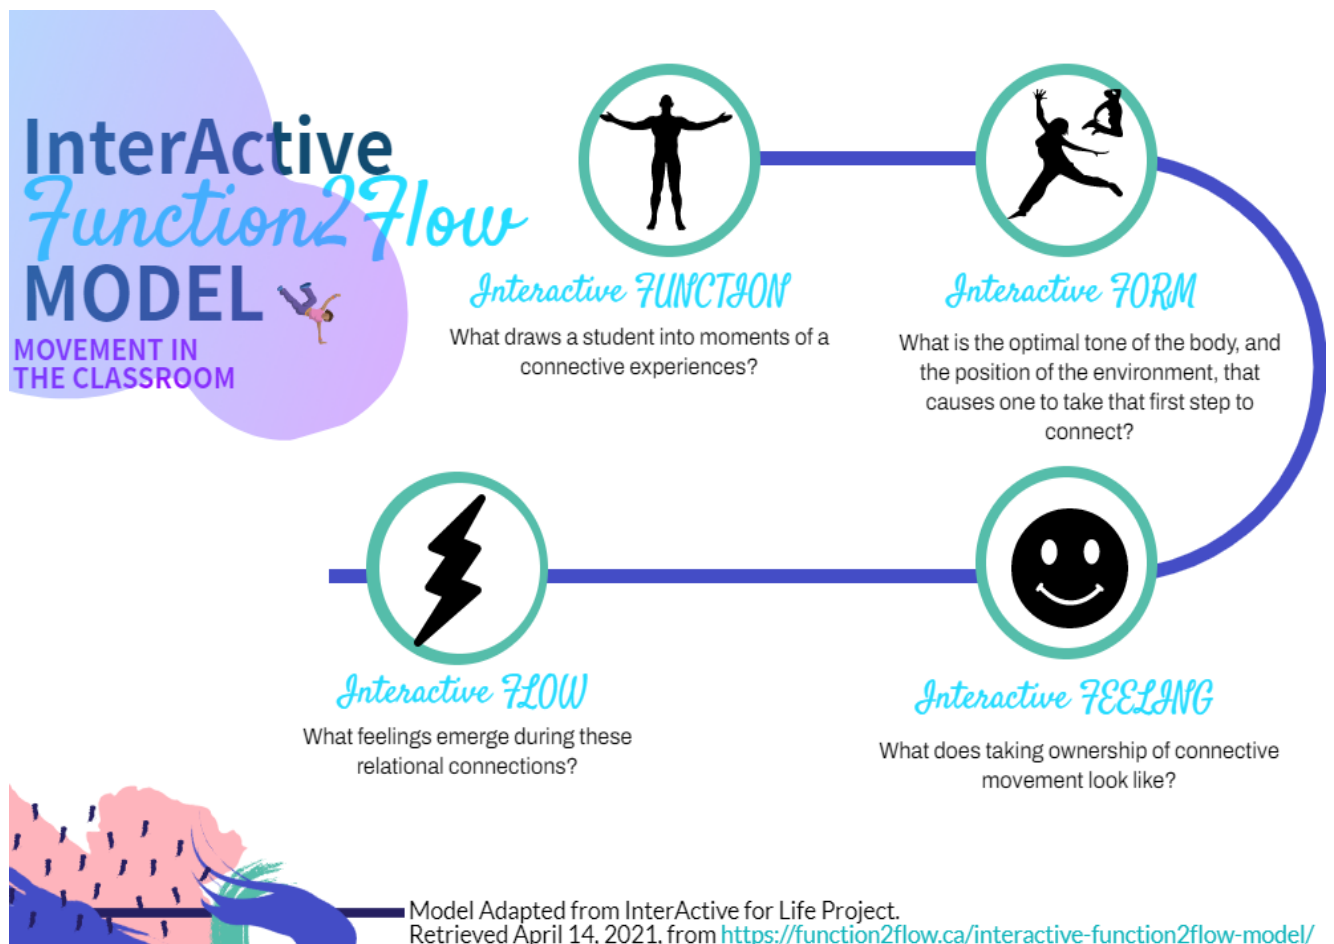 InterActive
Function2Flow
MODEL
MOVEMENT IN
THE CLASSROOM
Interactive FUNCTION
What draws a student into moments of a
connective experiences?
Interactive FORM
What is the optimal tone of the body, and
the position of the environment, that
causes one to take that first step to
connect?
Interactive FLOW
What feelings emerge during these
relational connections?
Interactive FEELING
What does taking ownership of connective
movement look like?
Model Adapted from InterActive for Life Project.
Retrieved April 14, 2021, from https://function2flow.ca/interactive-function2flow-model/